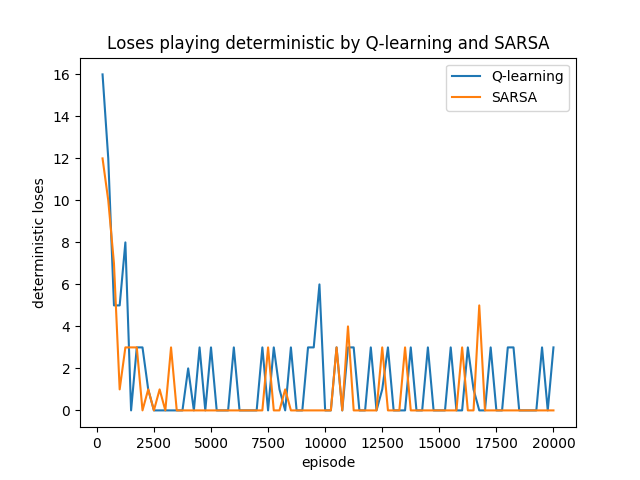 Loses playing deterministic by Q-learning and SARSA
Q-learning
SARSA
deterministic loses
16
14
12
10
8
6
4
2
0
0 2500 5000 7500 10000 12500 15000 17500 20000
episode